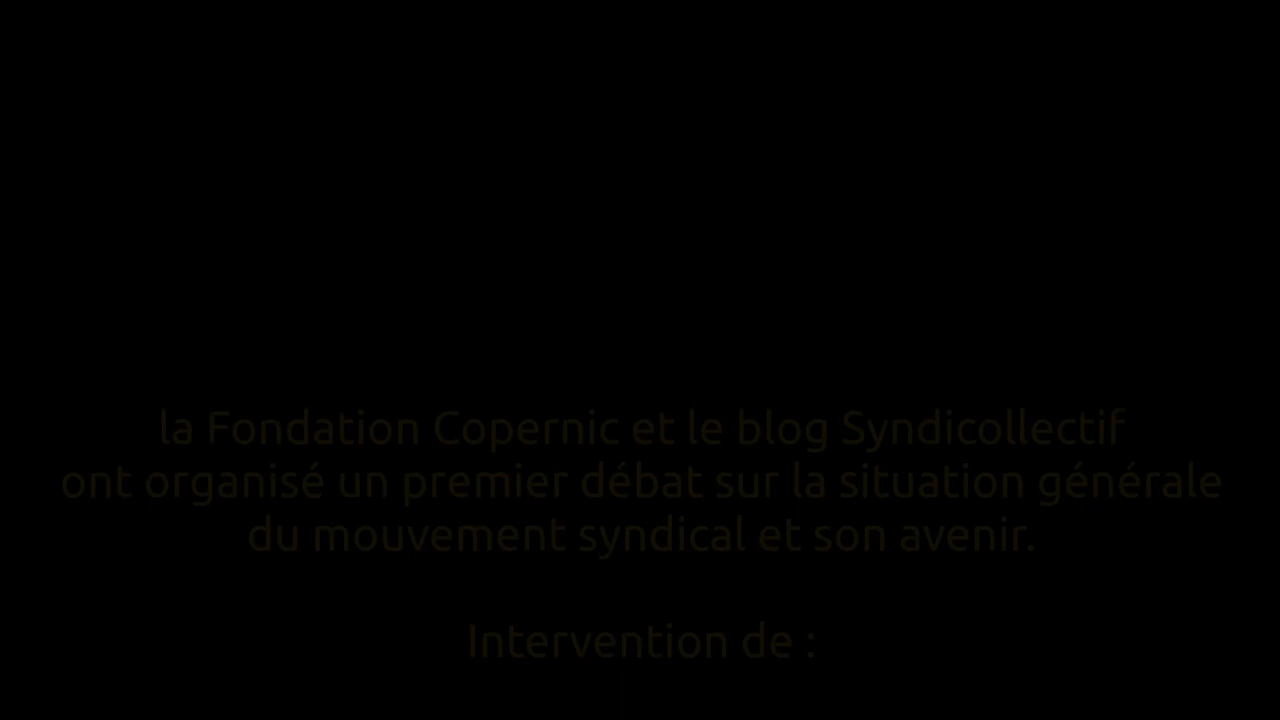 la Fondation Copernic et le blog Syndicollectif
ont organisé un premier débat sur la situation générale
du mouvement syndical et son avenir.
Intervention de :